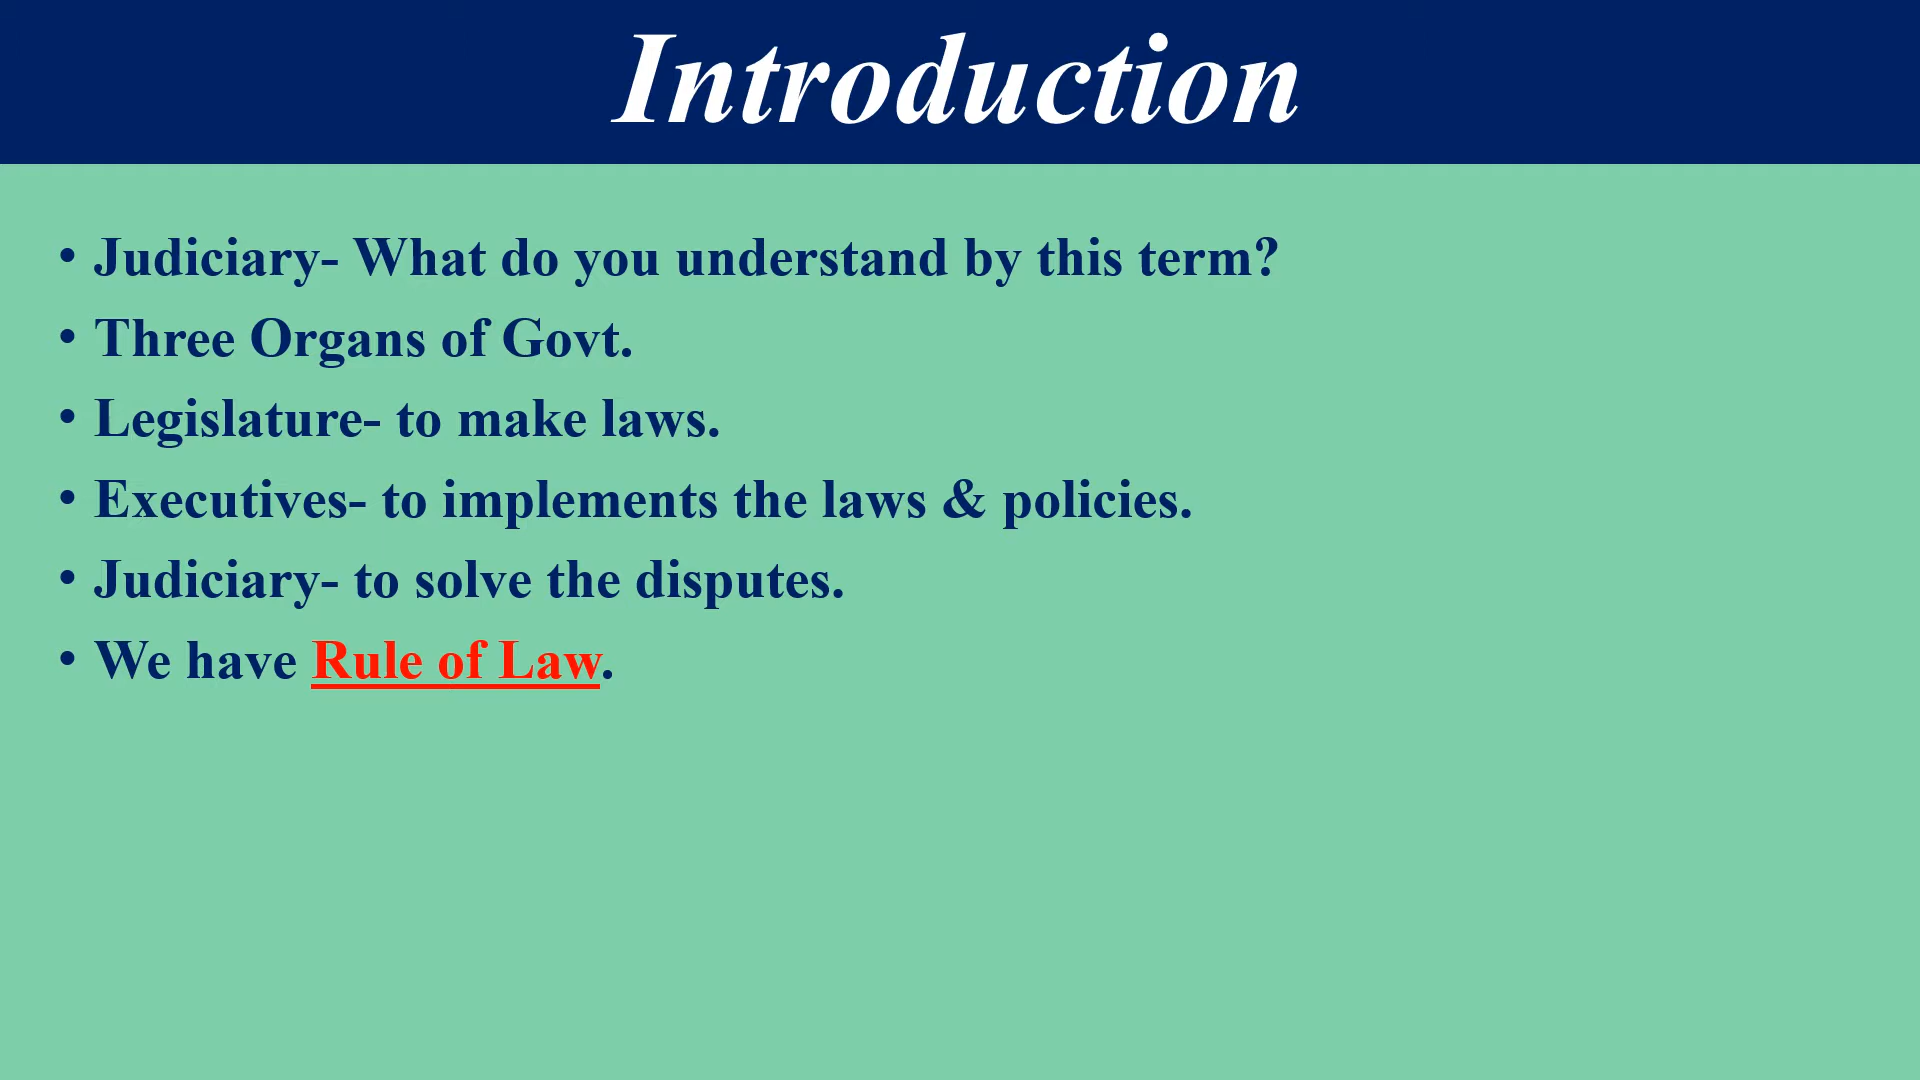 Introduction
• Judiciary- What do you understand by this term?
• Three Organs of Govt.
• Legislature- to make laws.
• Executives- to implements the laws & policies.
• Judiciary- to solve the disputes.
• We have Rule of Law.